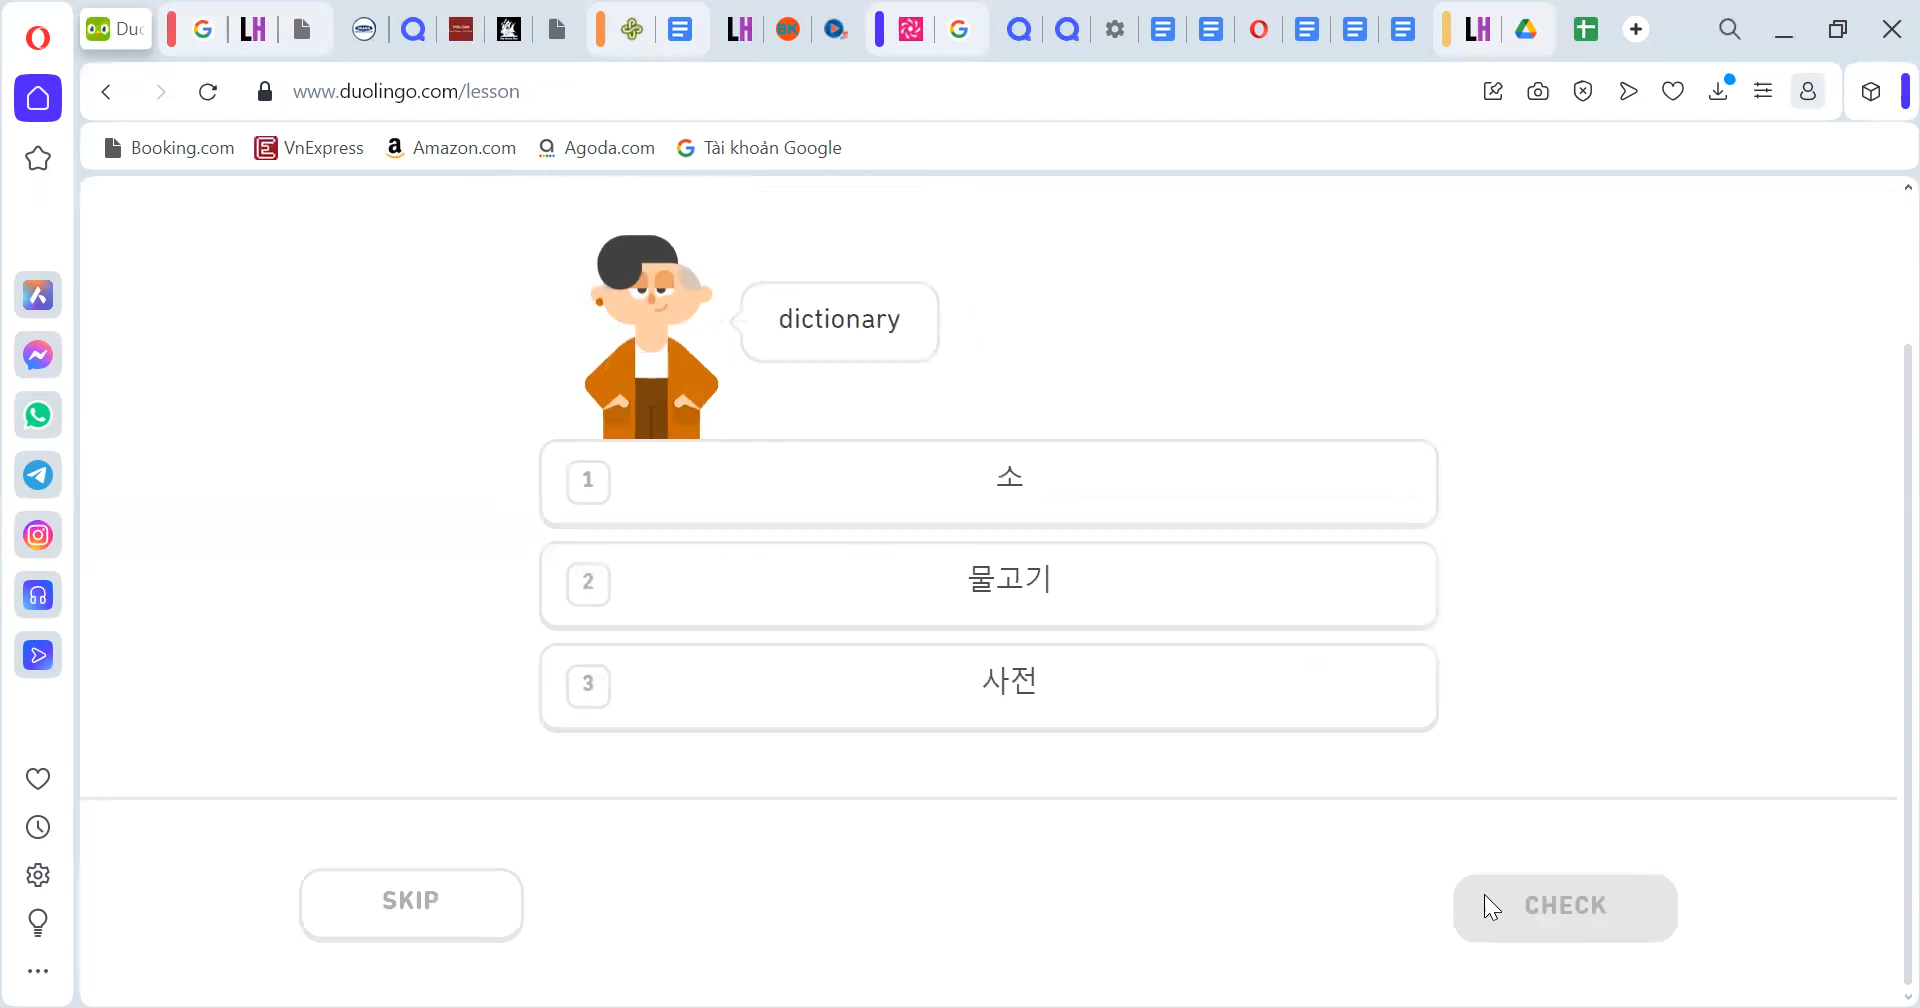 Duo
www.duolingo.com/lesson
Booking.com
VnExpress
Amazon.com
Agoda.com
Tài khoản Google
dictionary
1
소
2
물고기
3
사전
SKIP
CHECK